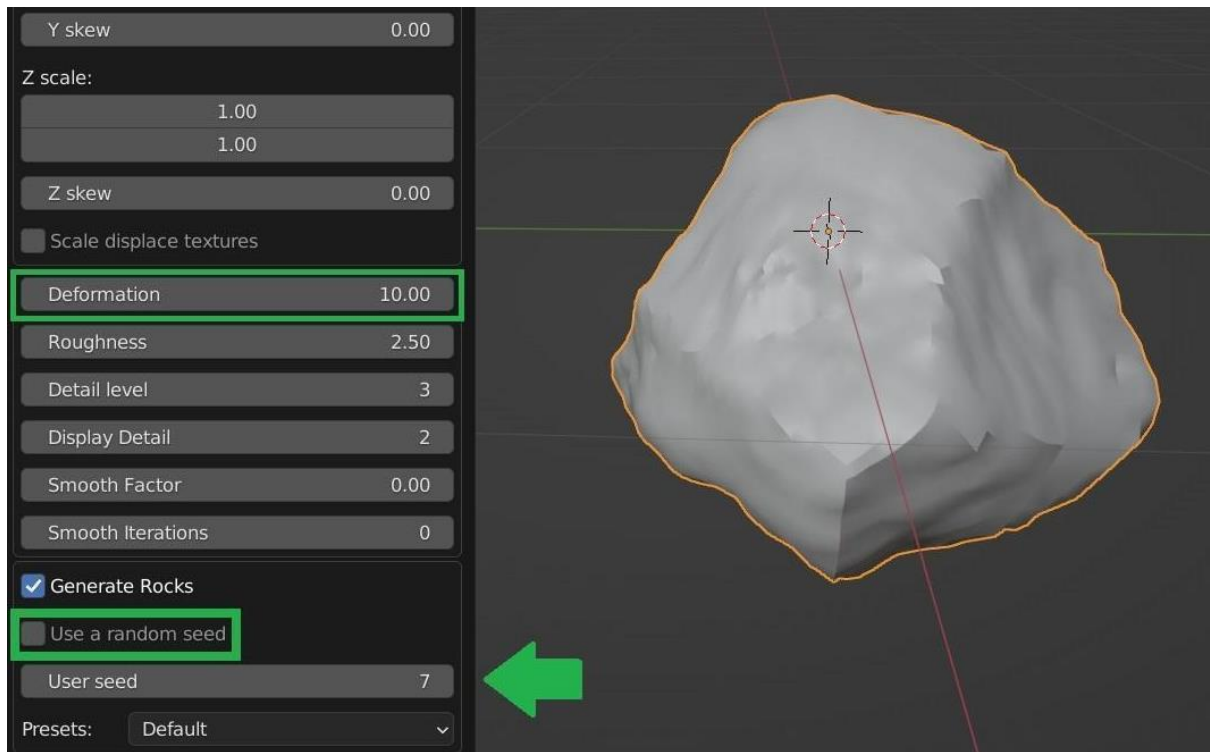 Y skew 0.00
Z scale:
1.00
1.00
Z skew 0.00
Scale displace textures
Deformation 10.00
Roughness 2.50
Detail level 3
Display Detail 2
Smooth Factor 0.00
Smooth Iterations 0
Generate Rocks
Use a random seed
User seed 7
Presets: Default